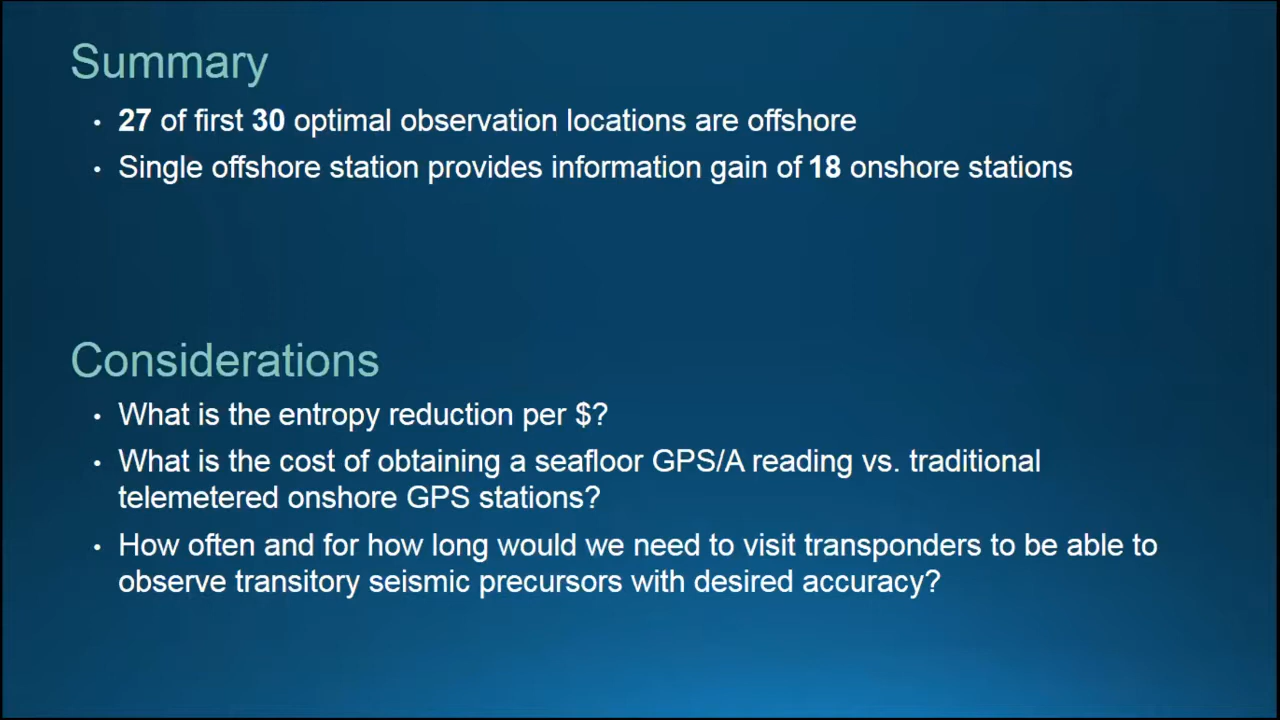 Summary
• 27 of first 30 optimal observation locations are offshore
• Single offshore station provides information gain of 18 onshore stations
Considerations
• What is the entropy reduction per $?
• What is the cost of obtaining a seafloor GPS/A reading vs. traditional
telemetered onshore GPS stations?
• How often and for how long would we need to visit transponders to be able to
observe transitory seismic precursors with desired accuracy?